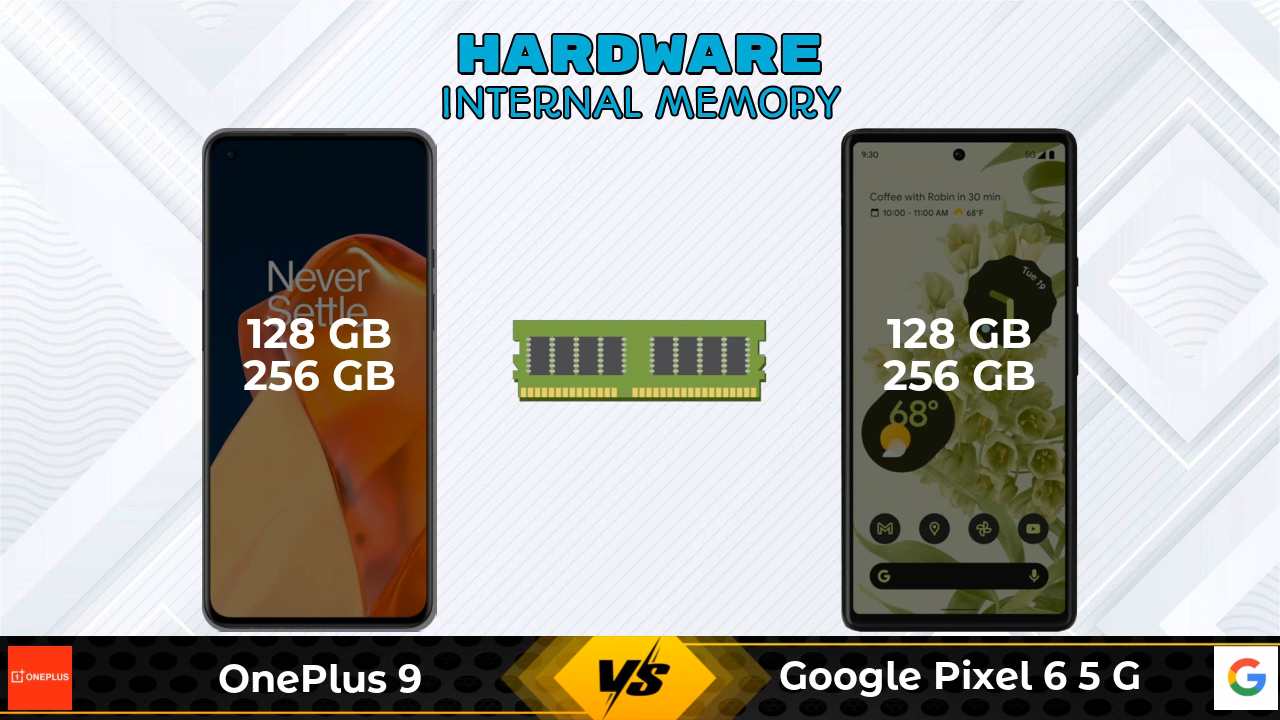 HARDWARE
INTERNAL MEMORY
Never
Settle
128 GB
256 GB
9:30
5G
Coffee with Robin in 30 min
10:00 - 11:00 AM 68°F
Tue 19
128 GB
256 GB
68°
G
1+ ONEPLUS
OnePlus 9
VS
Google Pixel 6 5 G
G